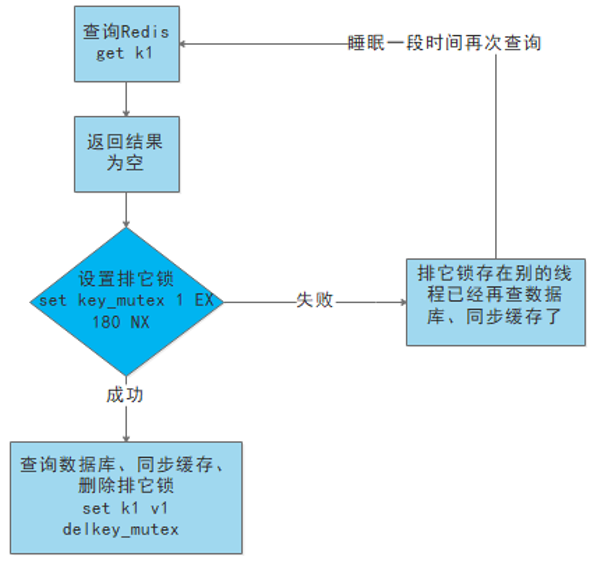 查询Redis
get k1
睡眠一段时间再次查询
返回结果
为空
设置排它锁
set key_mutex 1 EX
180 NX
失败
排它锁存在别的线
程已经再查数据
库、同步缓存了
成功
查询数据库、同步缓存、
删除排它锁
set k1 v1
delkey_mutex